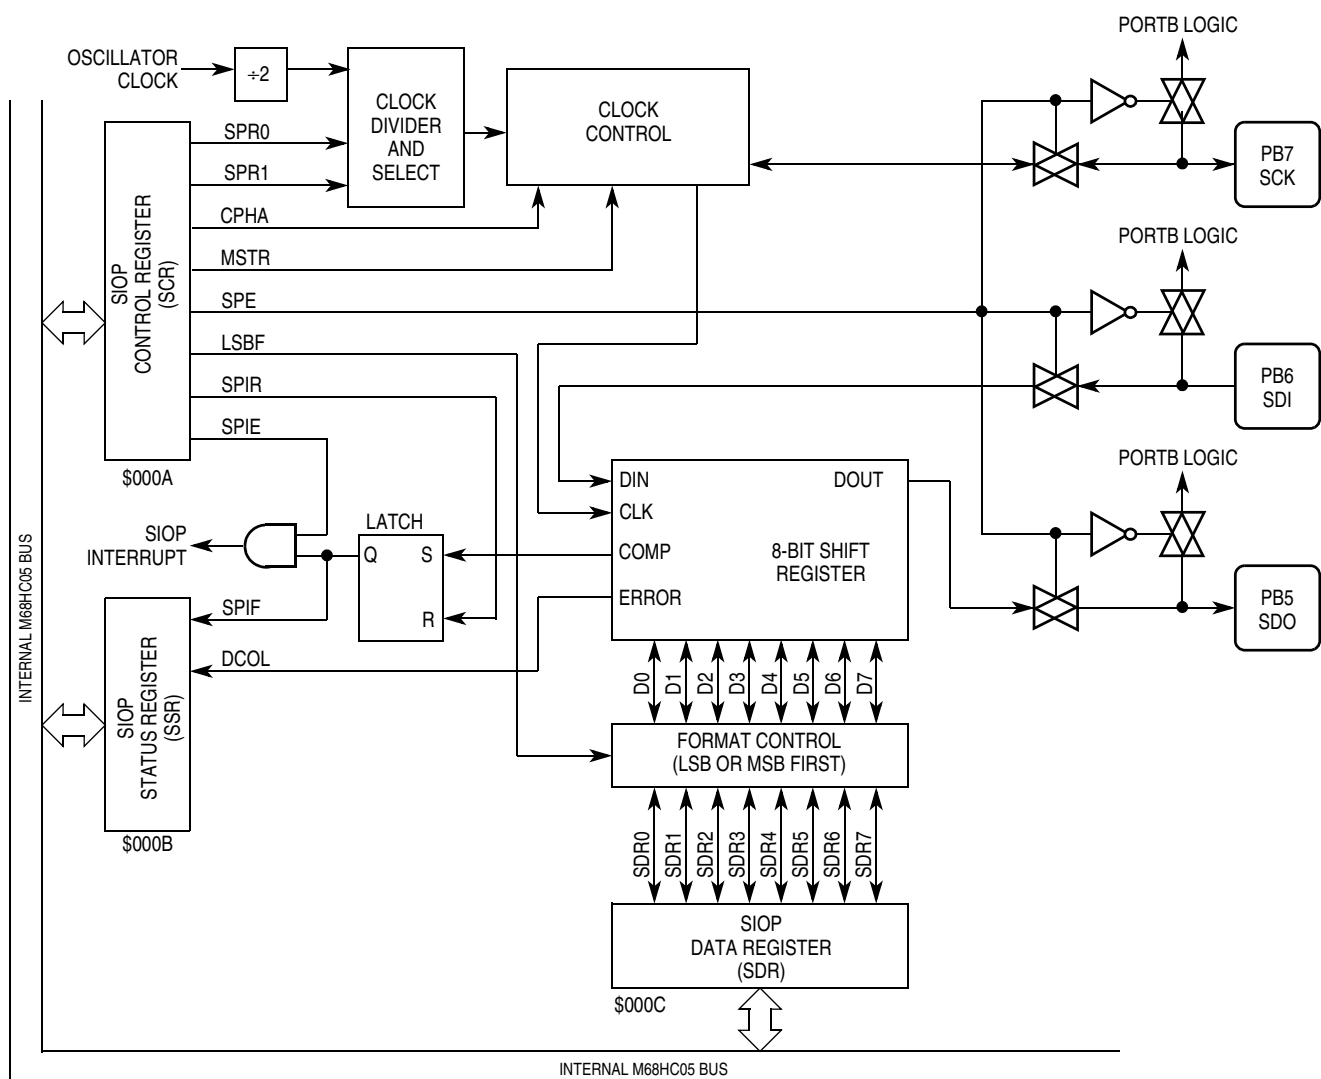 PORTB LOGIC
OSCILLATOR
CLOCK
÷2
CLOCK
DIVIDER
AND
SELECT
CLOCK
CONTROL
PB7
SCK
SIOP
CONTROL REGISTER
(SCR)
SPR0
SPR1
CPHA
MSTR
SPE
LSBF
SPIR
SPIE
$000A
PORTB LOGIC
PB6
SDI
PORTB LOGIC
PB5
SDO
DIN
CLK
COMP
ERROR
DOUT
8-BIT SHIFT
REGISTER
LATCH
Q
S
R
SIOP
INTERRUPT
SPIF
DCOL
SIOP
STATUS REGISTER
(SSR)
$000B
INTERNAL M68HC05 BUS
D0
D1
D2
D3
D4
D5
D6
D7
FORMAT CONTROL
(LSB OR MSB FIRST)
SDR0
SDR1
SDR2
SDR3
SDR4
SDR5
SDR6
SDR7
SIOP
DATA REGISTER
(SDR)
$000C
INTERNAL M68HC05 BUS